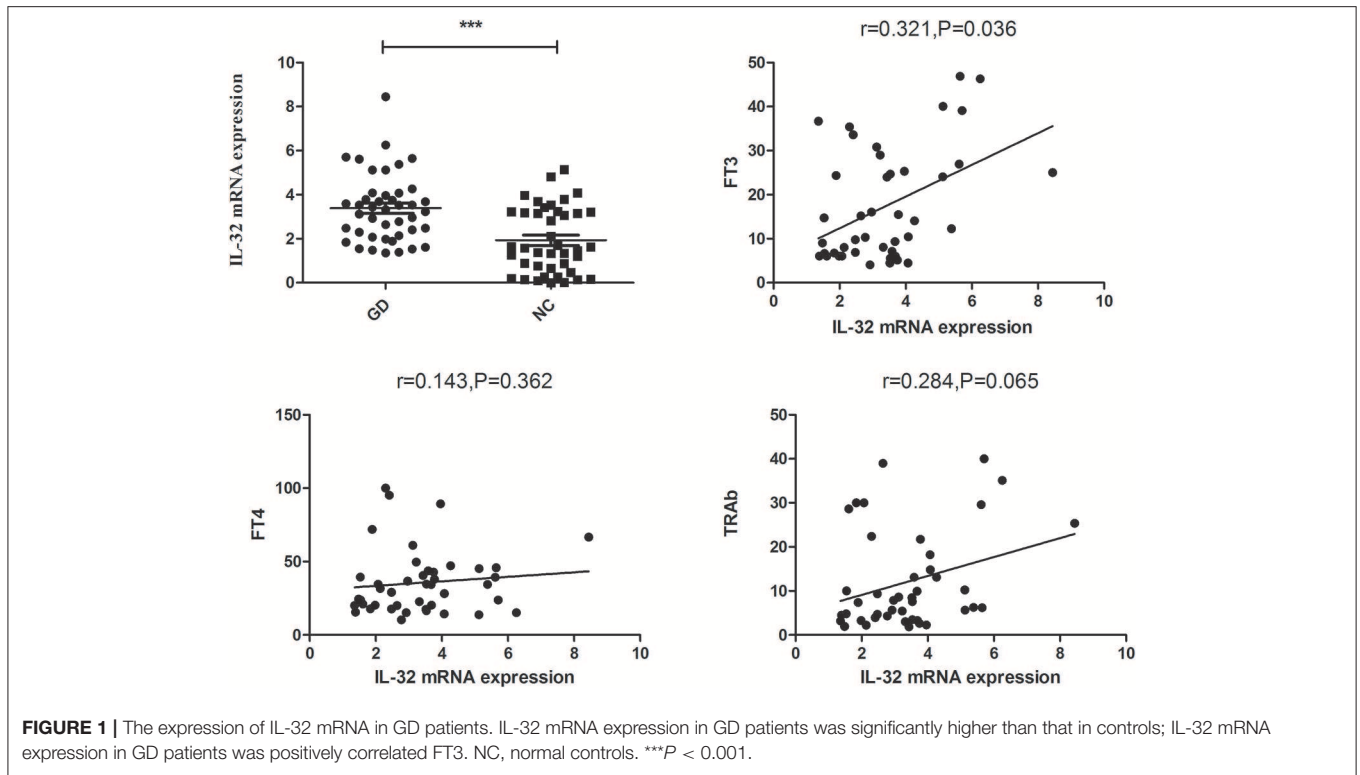 ***
10
8
6
4
2
0
IL-32 mRNA expression
GD
NC
r=0.321,P=0.036
50
40
30
20
10
0
FT3
0 2 4 6 8 10
IL-32 mRNA expression
r=0.143,P=0.362
150
100
50
0
FT4
0 2 4 6 8 10
IL-32 mRNA expression
r=0.284,P=0.065
50
40
30
20
10
0
TRAb
0 2 4 6 8 10
IL-32 mRNA expression
FIGURE 1 | The expression of IL-32 mRNA in GD patients. IL-32 mRNA expression in GD patients was significantly higher than that in controls; IL-32 mRNA
expression in GD patients was positively correlated FT3. NC, normal controls. ***P < 0.001.